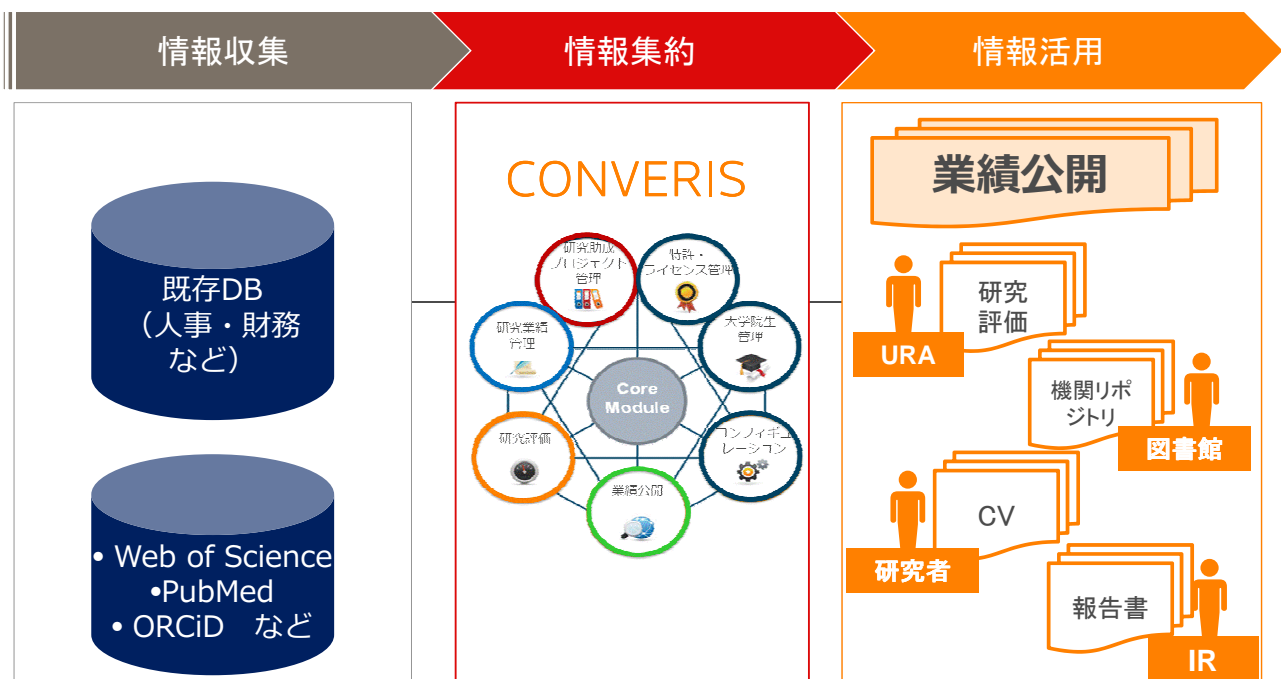 情報収集
情報集約
情報活用
既存DB
（人事・財務
など）
• Web of Science
•PubMed
• ORCiD　など
CONVERIS
研究助成
プロジェクト
管理
特許・
ライセンス管理
研究業績
管理
大学院生
管理
Core
Module
研究評価
コンフィギュ
レーション
業績公開
業績公開
研究
評価
URA
機関リポ
ジトリ
図書館
CV
研究者
報告書
IR